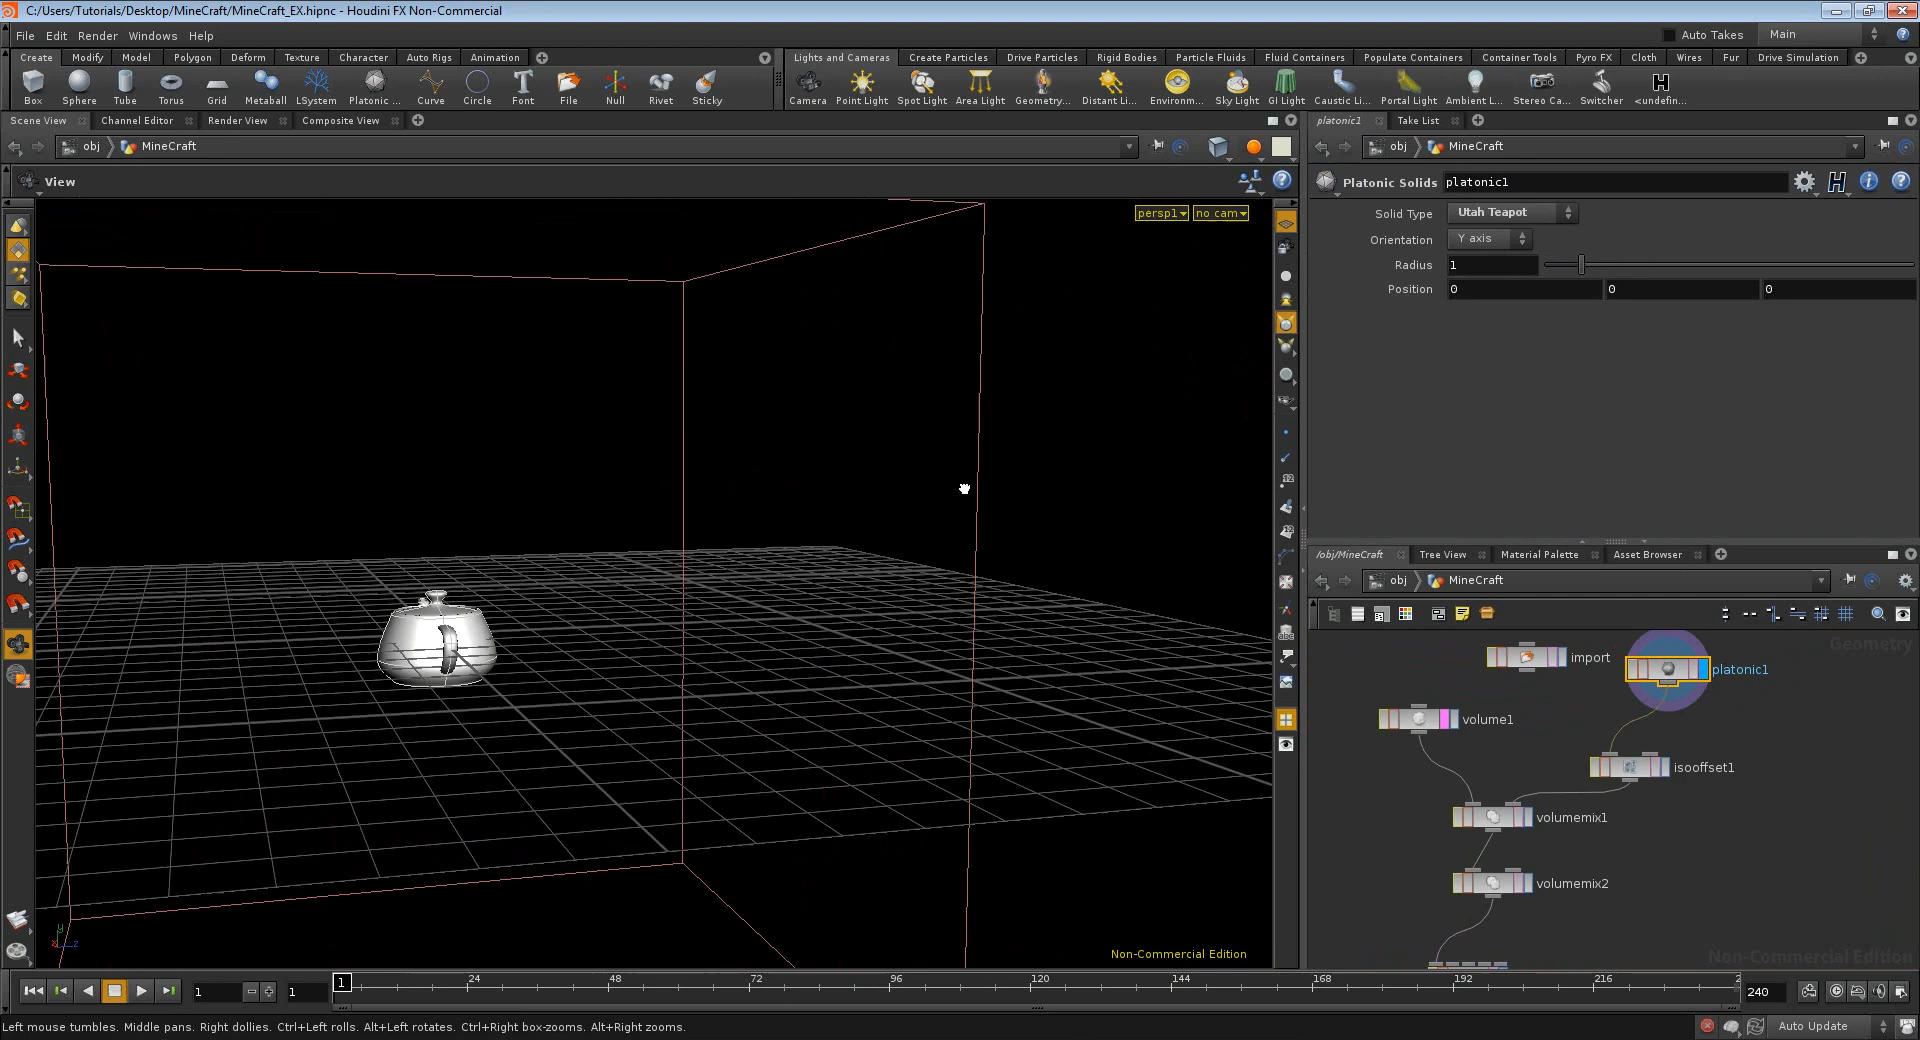 C:/Users/Tutorials/Desktop/MineCraft/MineCraft_EX.hipnc - Houdini FX Non-Commercial
File Edit Render Windows Help
Auto Takes Main
Create Modify Model Polygon Deform Texture Character Auto Rigs Animation
Lights and Cameras Create Particles Drive Particles Rigid Bodies Particle Fluids Fluid Containers Populate Containers Container Tools Pyro FX Cloth Wires Fur Drive Simulation
Box Sphere Tube Torus Grid Metaball LSystem Platonic ... Curve Circle Font File Null Rivet Sticky
Camera Point Light Spot Light Area Light Geometry... Distant Li... Environm... Sky Light GI Light Caustic Li... Portal Light Ambient L... Stereo Ca... Switcher <undefin...
Scene View Channel Editor Render View Composite View
platonic1 Take List
obj MineCraft
obj MineCraft
View
Platonic Solids platonic1
persp1 no cam
Solid Type Utah Teapot
Orientation Y axis
Radius 1
Position 0 0 0
/obj/MineCraft Tree View Material Palette Asset Browser
obj MineCraft
Geometry
import
platonic1
volume1
isooffset1
volumemix1
volumemix2
Non-Commercial Edition
Non-Commercial Edition
1 1 1 24 48 72 96 120 144 168 192 216 2 240
Left mouse tumbles. Middle pans. Right dollies. Ctrl+Left rolls. Alt+Left rotates. Ctrl+Right box-zooms. Alt+Right zooms.
Auto Update